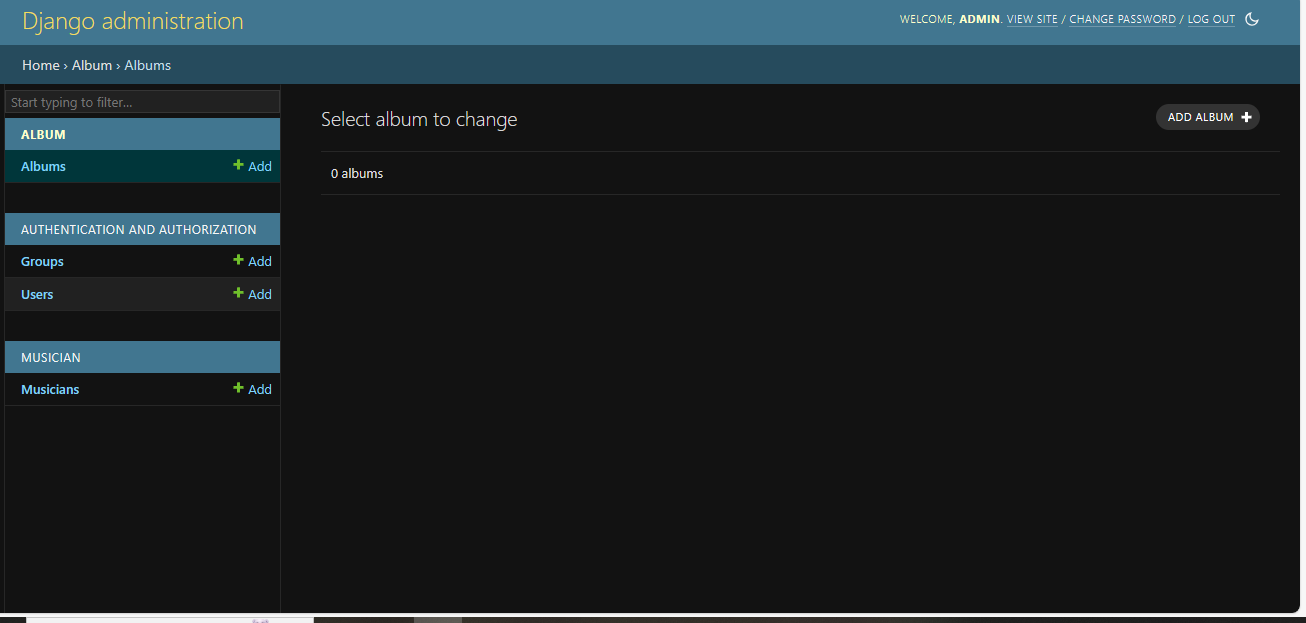 Django administration
WELCOME, ADMIN. VIEW SITE / CHANGE PASSWORD / LOG OUT
Home › Album › Albums
Start typing to filter...
ALBUM
Albums Add
AUTHENTICATION AND AUTHORIZATION
Groups Add
Users Add
MUSICIAN
Musicians Add
Select album to change
ADD ALBUM
0 albums